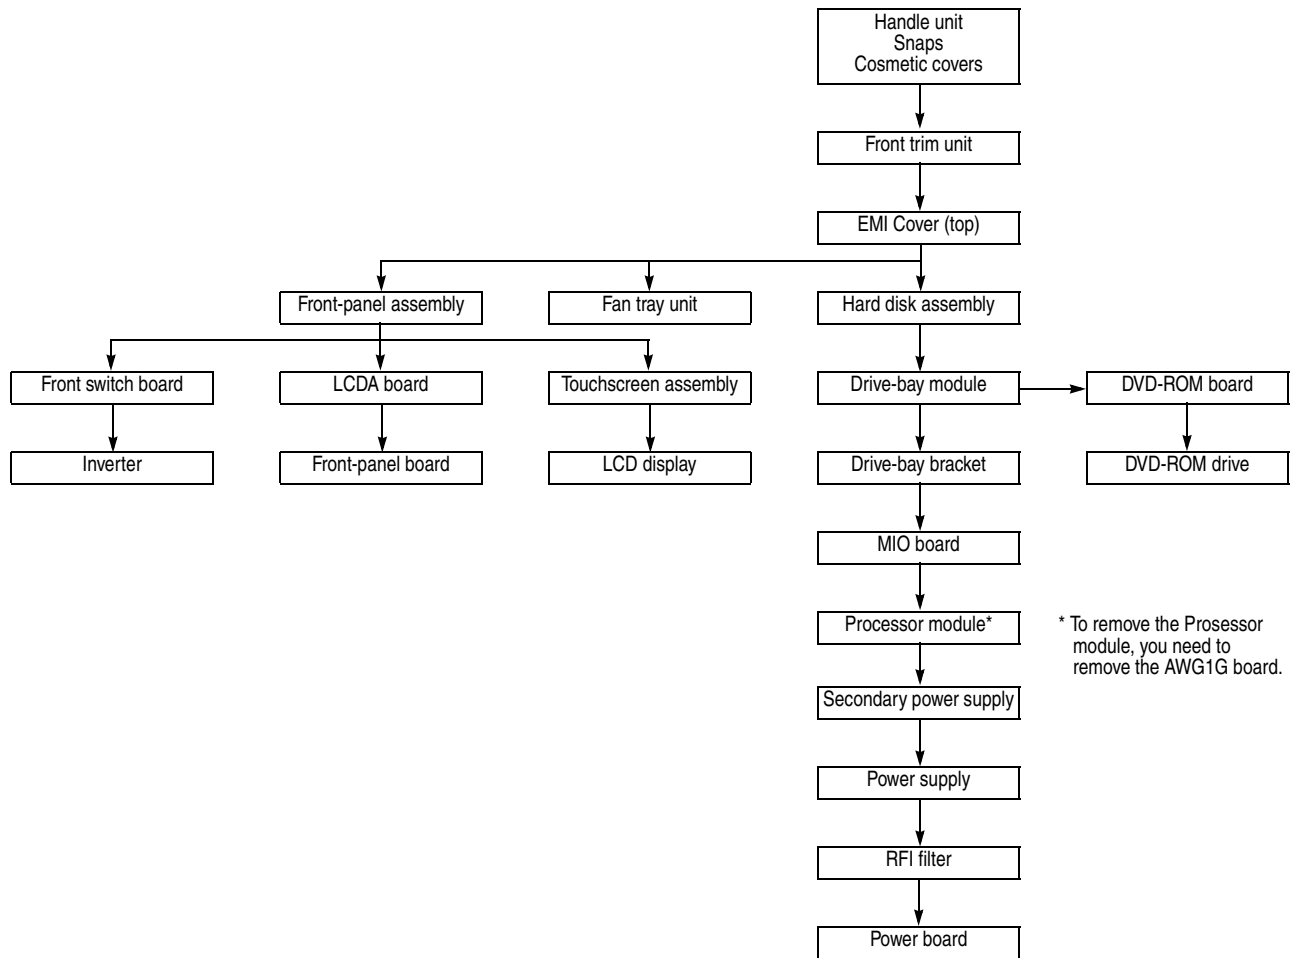 Handle unit
Snaps
Cosmetic covers
Front trim unit
EMI Cover (top)
Front-panel assembly
Fan tray unit
Hard disk assembly
Front switch board
LCDA board
Touchscreen assembly
Drive-bay module
DVD-ROM board
Inverter
Front-panel board
LCD display
Drive-bay bracket
DVD-ROM drive
MIO board
Processor module*
* To remove the Prosessor
module, you need to
remove the AWG1G board.
Secondary power supply
Power supply
RFI filter
Power board